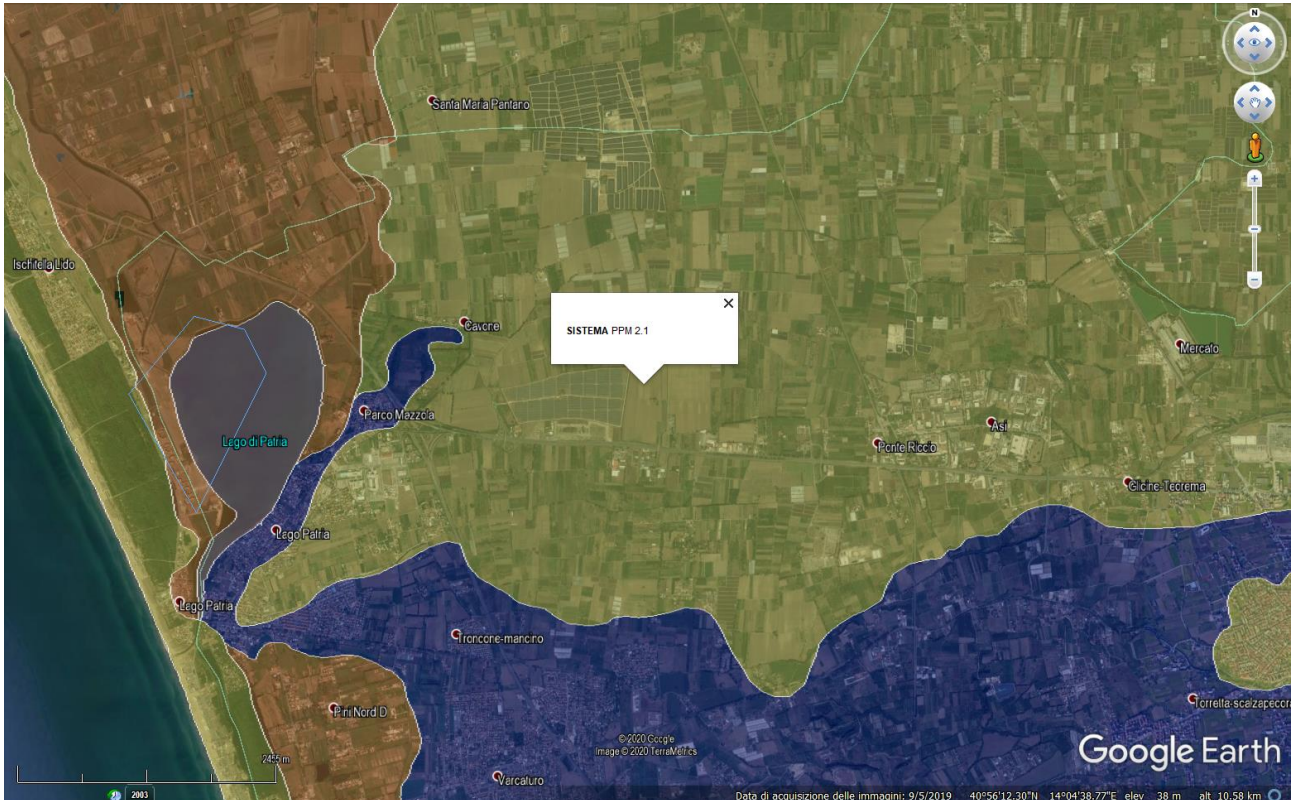 N
Santa Maria Pantano
Ischitella Lido
SISTEMA PPM 2.1
Cavone
Mercato
Parco Mazzola
Lago di Patria
Asi
Ponte Riccio
Glicine-Teorema
Lago Patria
Lago Patria
Troncone-mancino
Torretta-scalzapecora
Pini Nord D
© 2020 Google
Image © 2020 TerraMetrics
Google Earth
2455 m
Varcaturo
2003
Data di acquisizione delle immagini: 9/5/2019 40°56'12.30"N 14°04'38.77"E elev 38 m alt 10.58 km